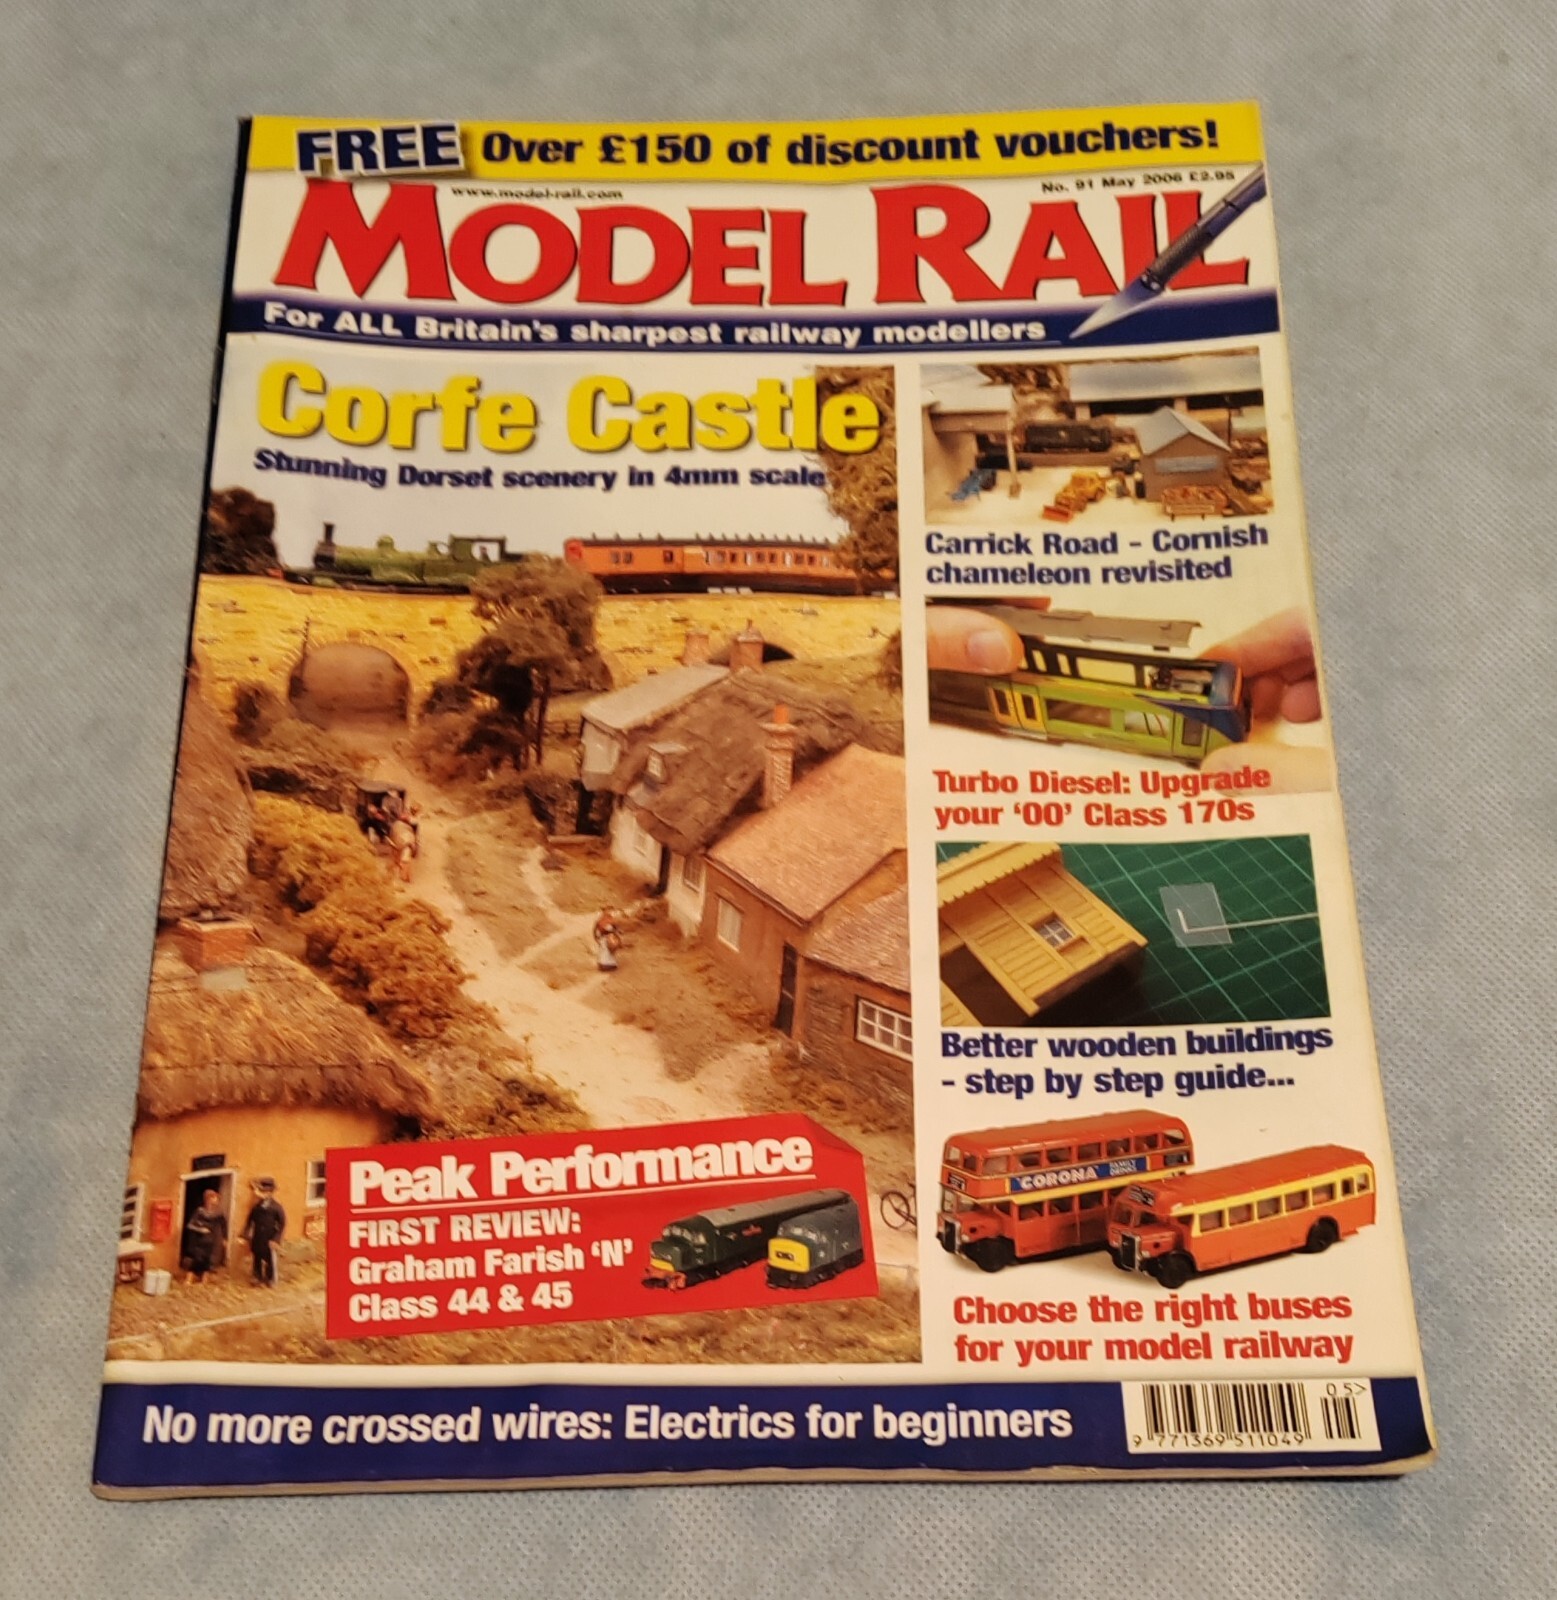 FREE Over £150 of discount vouchers!
www.model-rail.com
No. 91 May 2006 £2.95
MODEL RAIL
For ALL Britain's sharpest railway modellers
Corfe Castle
Stunning Dorset scenery in 4mm scale
Carrick Road - Cornish
chameleon revisited
Turbo Diesel: Upgrade
your ‘OO’ Class 170s
Better wooden buildings
- step by step guide...
CORONA FAMILY
DRINKS
Choose the right buses
for your model railway
Peak Performance
FIRST REVIEW:
Graham Farish ‘N’
Class 44 & 45
No more crossed wires: Electrics for beginners
05>
9 771369 511049